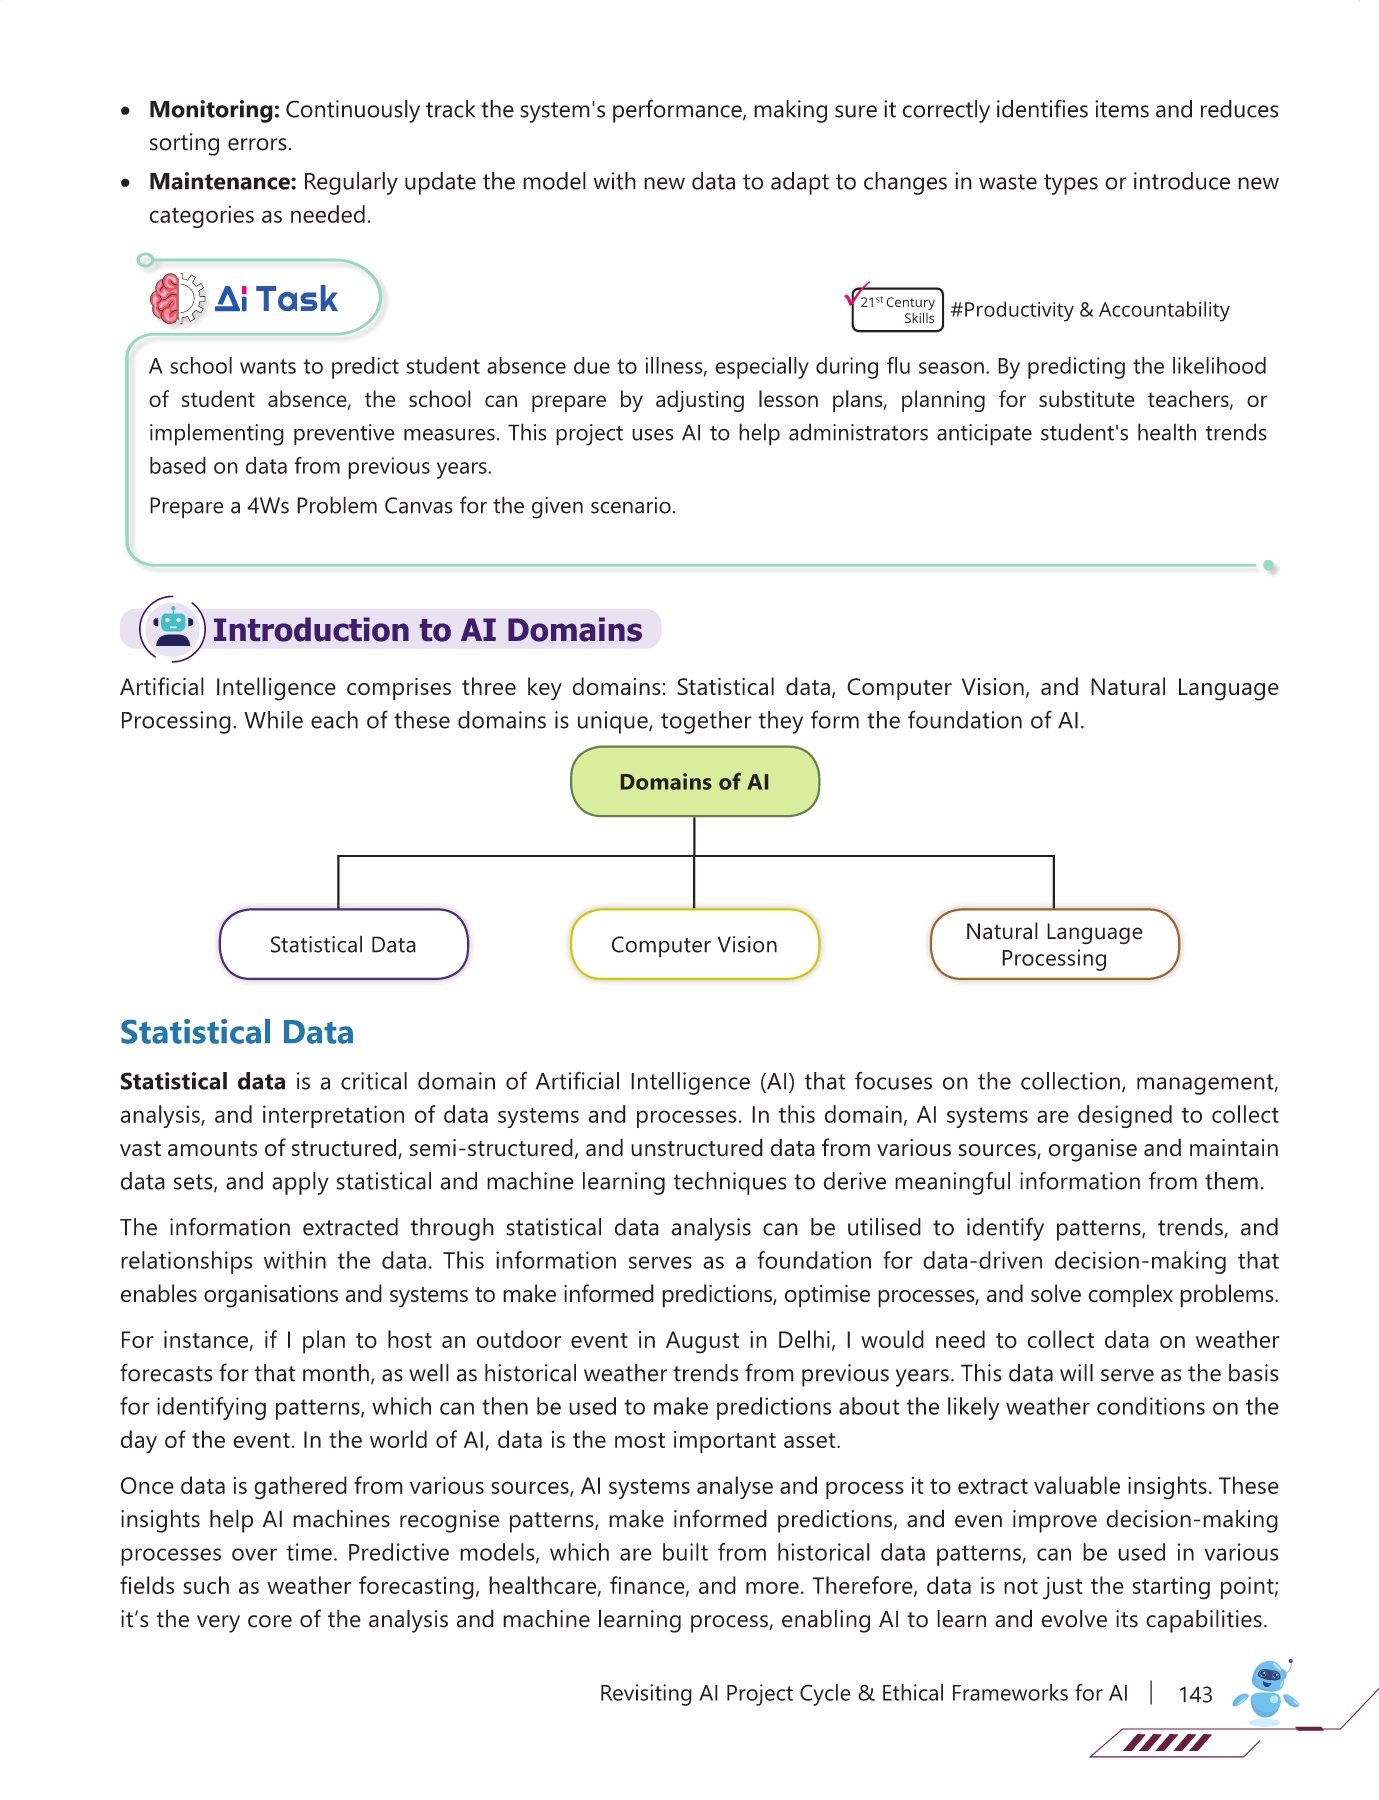 • Monitoring: Continuously track the system's performance, making sure it correctly identifies items and reduces
sorting errors.
• Maintenance: Regularly update the model with new data to adapt to changes in waste types or introduce new
categories as needed.
Ai Task
21st Century
Skills
#Productivity & Accountability
A school wants to predict student absence due to illness, especially during flu season. By predicting the likelihood
of student absence, the school can prepare by adjusting lesson plans, planning for substitute teachers, or
implementing preventive measures. This project uses AI to help administrators anticipate student's health trends
based on data from previous years.
Prepare a 4Ws Problem Canvas for the given scenario.
Introduction to AI Domains
Artificial Intelligence comprises three key domains: Statistical data, Computer Vision, and Natural Language
Processing. While each of these domains is unique, together they form the foundation of AI.
Domains of AI
Statistical Data
Computer Vision
Natural Language
Processing
Statistical Data
Statistical data is a critical domain of Artificial Intelligence (AI) that focuses on the collection, management,
analysis, and interpretation of data systems and processes. In this domain, AI systems are designed to collect
vast amounts of structured, semi-structured, and unstructured data from various sources, organise and maintain
data sets, and apply statistical and machine learning techniques to derive meaningful information from them.
The information extracted through statistical data analysis can be utilised to identify patterns, trends, and
relationships within the data. This information serves as a foundation for data-driven decision-making that
enables organisations and systems to make informed predictions, optimise processes, and solve complex problems.
For instance, if I plan to host an outdoor event in August in Delhi, I would need to collect data on weather
forecasts for that month, as well as historical weather trends from previous years. This data will serve as the basis
for identifying patterns, which can then be used to make predictions about the likely weather conditions on the
day of the event. In the world of AI, data is the most important asset.
Once data is gathered from various sources, AI systems analyse and process it to extract valuable insights. These
insights help AI machines recognise patterns, make informed predictions, and even improve decision-making
processes over time. Predictive models, which are built from historical data patterns, can be used in various
fields such as weather forecasting, healthcare, finance, and more. Therefore, data is not just the starting point;
it’s the very core of the analysis and machine learning process, enabling AI to learn and evolve its capabilities.
Revisiting AI Project Cycle & Ethical Frameworks for AI | 143